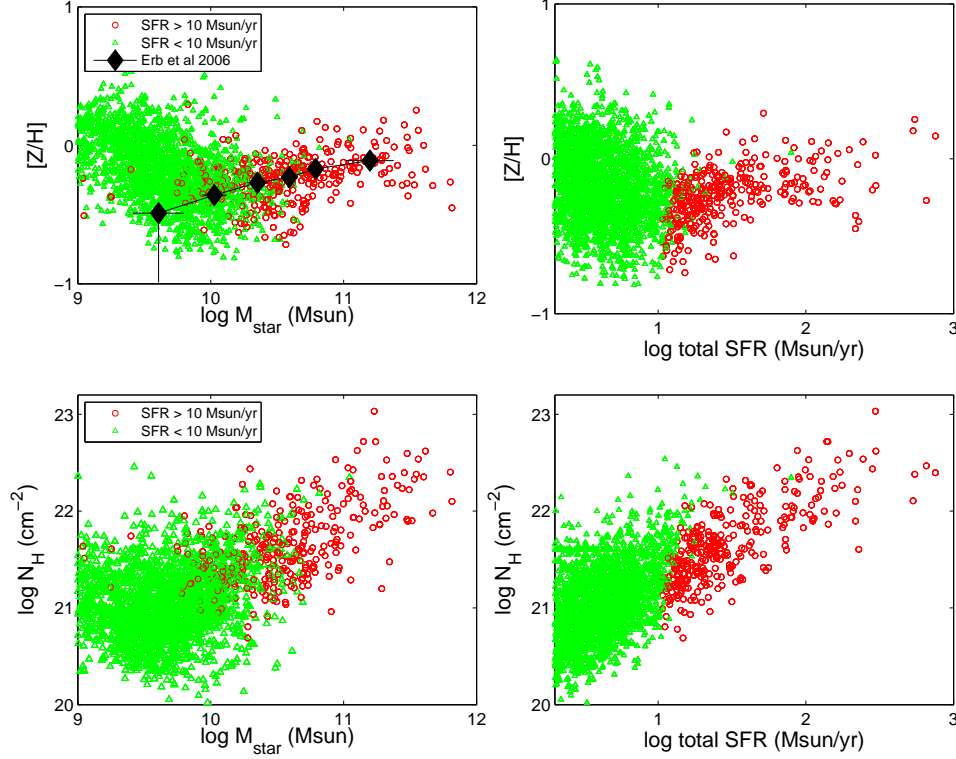 SFR > 10 Msun/yr
SFR < 10 Msun/yr
Erb et al 2006
1
0
−1
[Z/H]
9
10
11
12
log M_star (Msun)
1
0
−1
[Z/H]
1
2
3
log total SFR (Msun/yr)
SFR > 10 Msun/yr
SFR < 10 Msun/yr
23
22
21
20
log N_H (cm^−2)
9
10
11
12
log M_star (Msun)
23
22
21
20
log N_H (cm^−2)
1
2
3
log total SFR (Msun/yr)